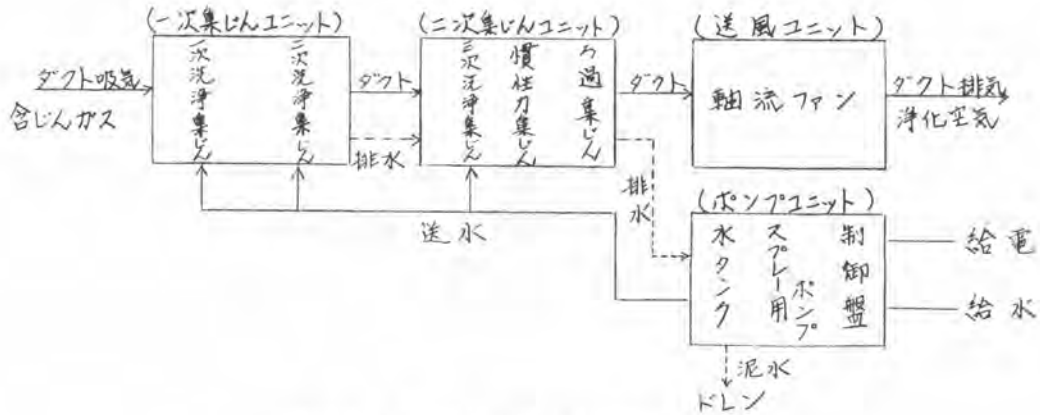 (一次集じんユニット)
(二次集じんユニット)
(送風ユニット)
ダクト吸気
含じんガス
一次洗浄集じん
二次洗浄集じん
ダクト
排水
三次洗浄集じん
慣性力集じん
ろ過集じん
ダクト
排水
軸流ファン
ダクト排気
浄化空気
送水
(ポンプユニット)
水タンク
スプレー用
ポンプ
制御盤
給電
給水
泥水
ドレン